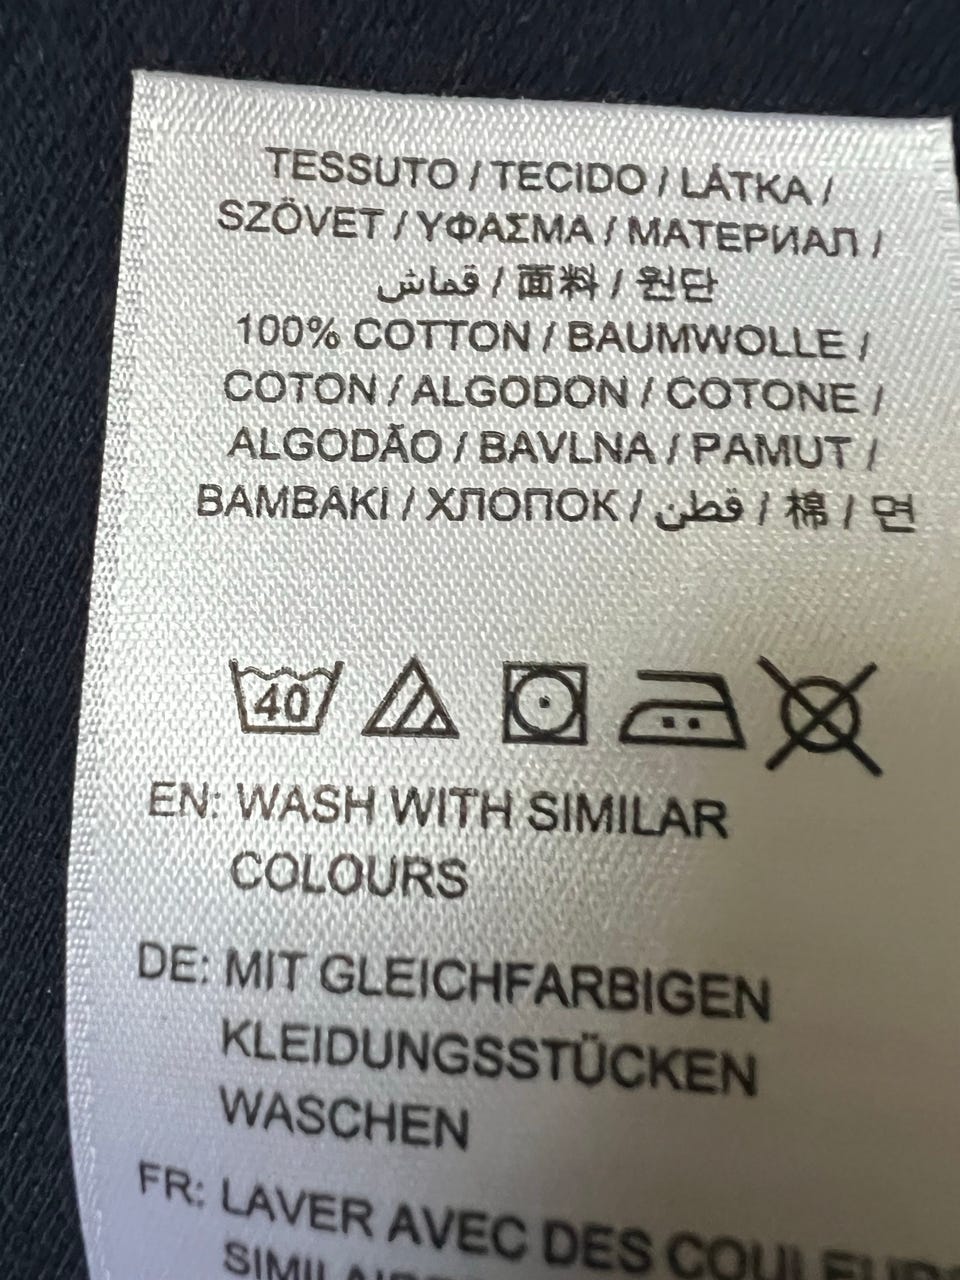 TESSUTO / TECIDO / LÁTKA /
SZÖVET / ΥΦΑΣΜΑ / МАТЕРИАЛ /
قماش / 面料 / 원단
100% COTTON / BAUMWOLLE /
COTON / ALGODON / COTONE /
ALGODÃO / BAVLNA / PAMUT /
BAMBAKI / ХЛОПОК / قطن / 棉 / 면
40
EN: WASH WITH SIMILAR
COLOURS
DE: MIT GLEICHFARBIGEN
KLEIDUNGSSTÜCKEN
WASCHEN
FR: LAVER AVEC DES